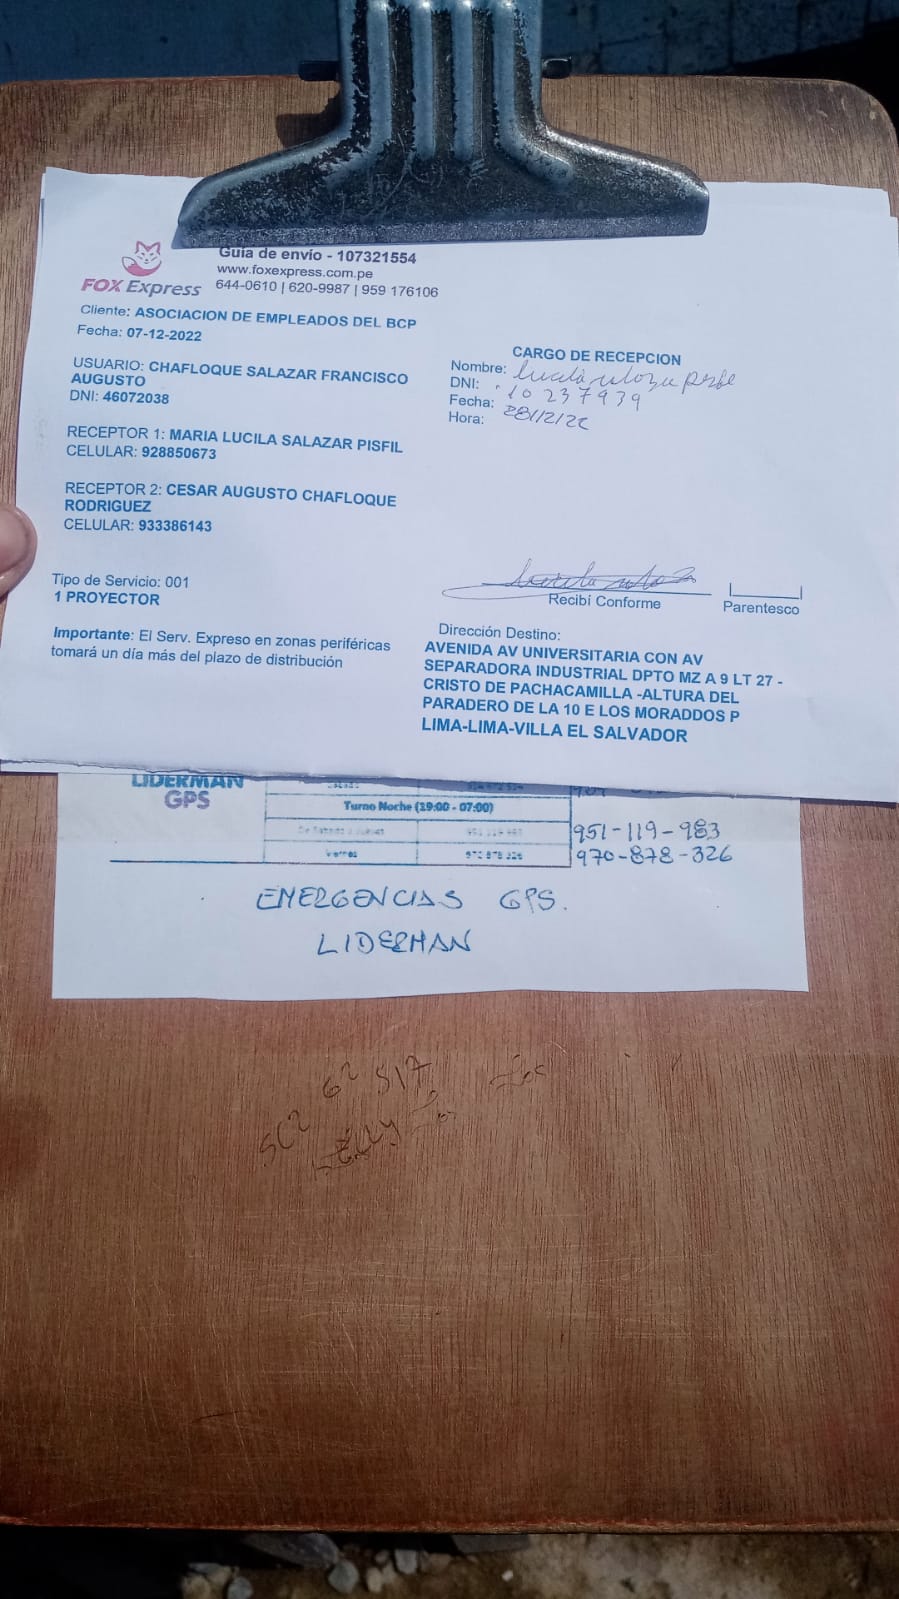 Guia de envío - 107321554
www.foxexpress.com.pe
644-0610 | 620-9987 | 959 176106
FOX Express
Cliente: ASOCIACION DE EMPLEADOS DEL BCP
Fecha: 07-12-2022
USUARIO: CHAFLOQUE SALAZAR FRANCISCO
AUGUSTO
DNI: 46072038
RECEPTOR 1: MARIA LUCILA SALAZAR PISFIL
CELULAR: 928850673
RECEPTOR 2: CESAR AUGUSTO CHAFLOQUE
RODRIGUEZ
CELULAR: 933386143
Tipo de Servicio: 001
1 PROYECTOR
Importante: El Serv. Expreso en zonas periféricas
tomará un día más del plazo de distribución
CARGO DE RECEPCION
Nombre: lucila
DNI: 10237939
Fecha: 28/12/22
Hora:
Recibí Conforme
Parentesco
Dirección Destino:
AVENIDA AV UNIVERSITARIA CON AV
SEPARADORA INDUSTRIAL DPTO MZ A 9 LT 27 -
CRISTO DE PACHACAMILLA -ALTURA DEL
PARADERO DE LA 10 E LOS MORADDOS P
LIMA-LIMA-VILLA EL SALVADOR
LIDERMAN
GPS
Turno Noche (19:00 - 07:00)
951-119-983
Viernes 970 878 326 970-878-326
EMERGENCIAS GPS.
LIDERMAN